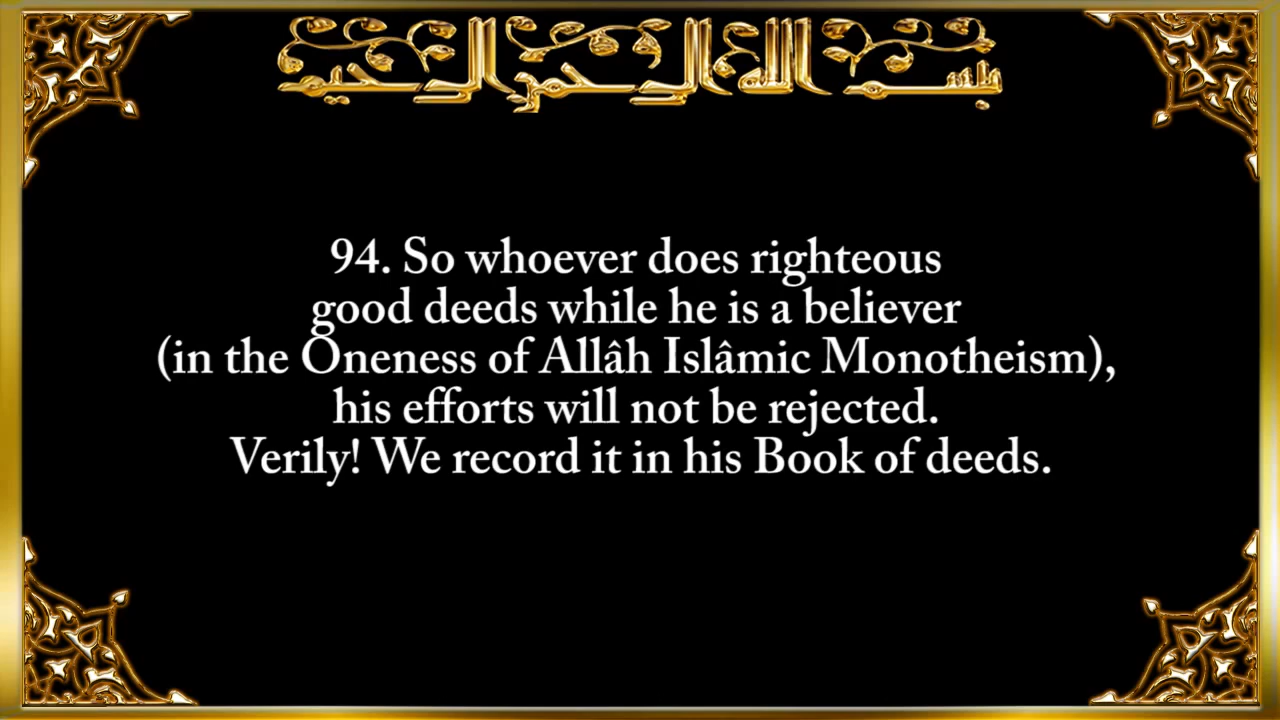 بسم الله الرحمن الرحيم
94. So whoever does righteous
good deeds while he is a believer
(in the Oneness of Allâh Islâmic Monotheism),
his efforts will not be rejected.
Verily! We record it in his Book of deeds.